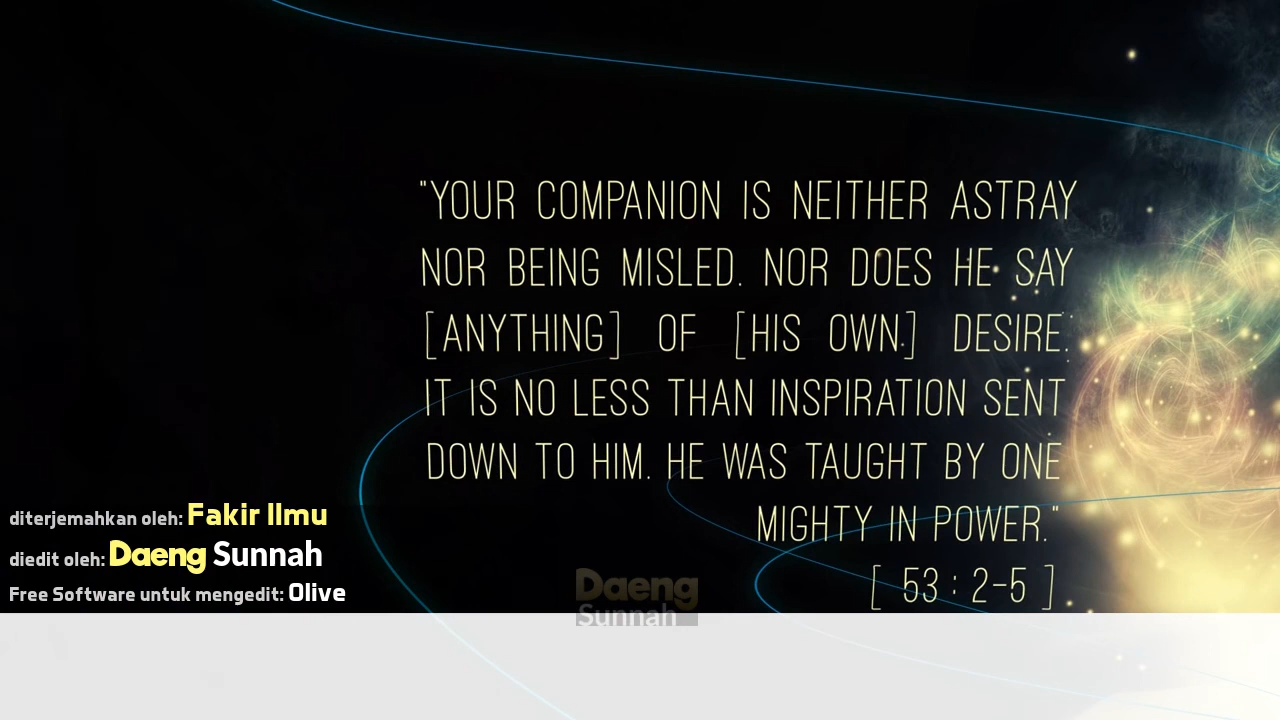 "YOUR COMPANION IS NEITHER ASTRAY
NOR BEING MISLED. NOR DOES HE SAY
[ANYTHING] OF [HIS OWN] DESIRE.
IT IS NO LESS THAN INSPIRATION SENT
DOWN TO HIM. HE WAS TAUGHT BY ONE
MIGHTY IN POWER."
[ 53 : 2-5 ]
diterjemahkan oleh: Fakir Ilmu
diedit oleh: Daeng Sunnah
Free Software untuk mengedit: Olive
Daeng
Sunnah